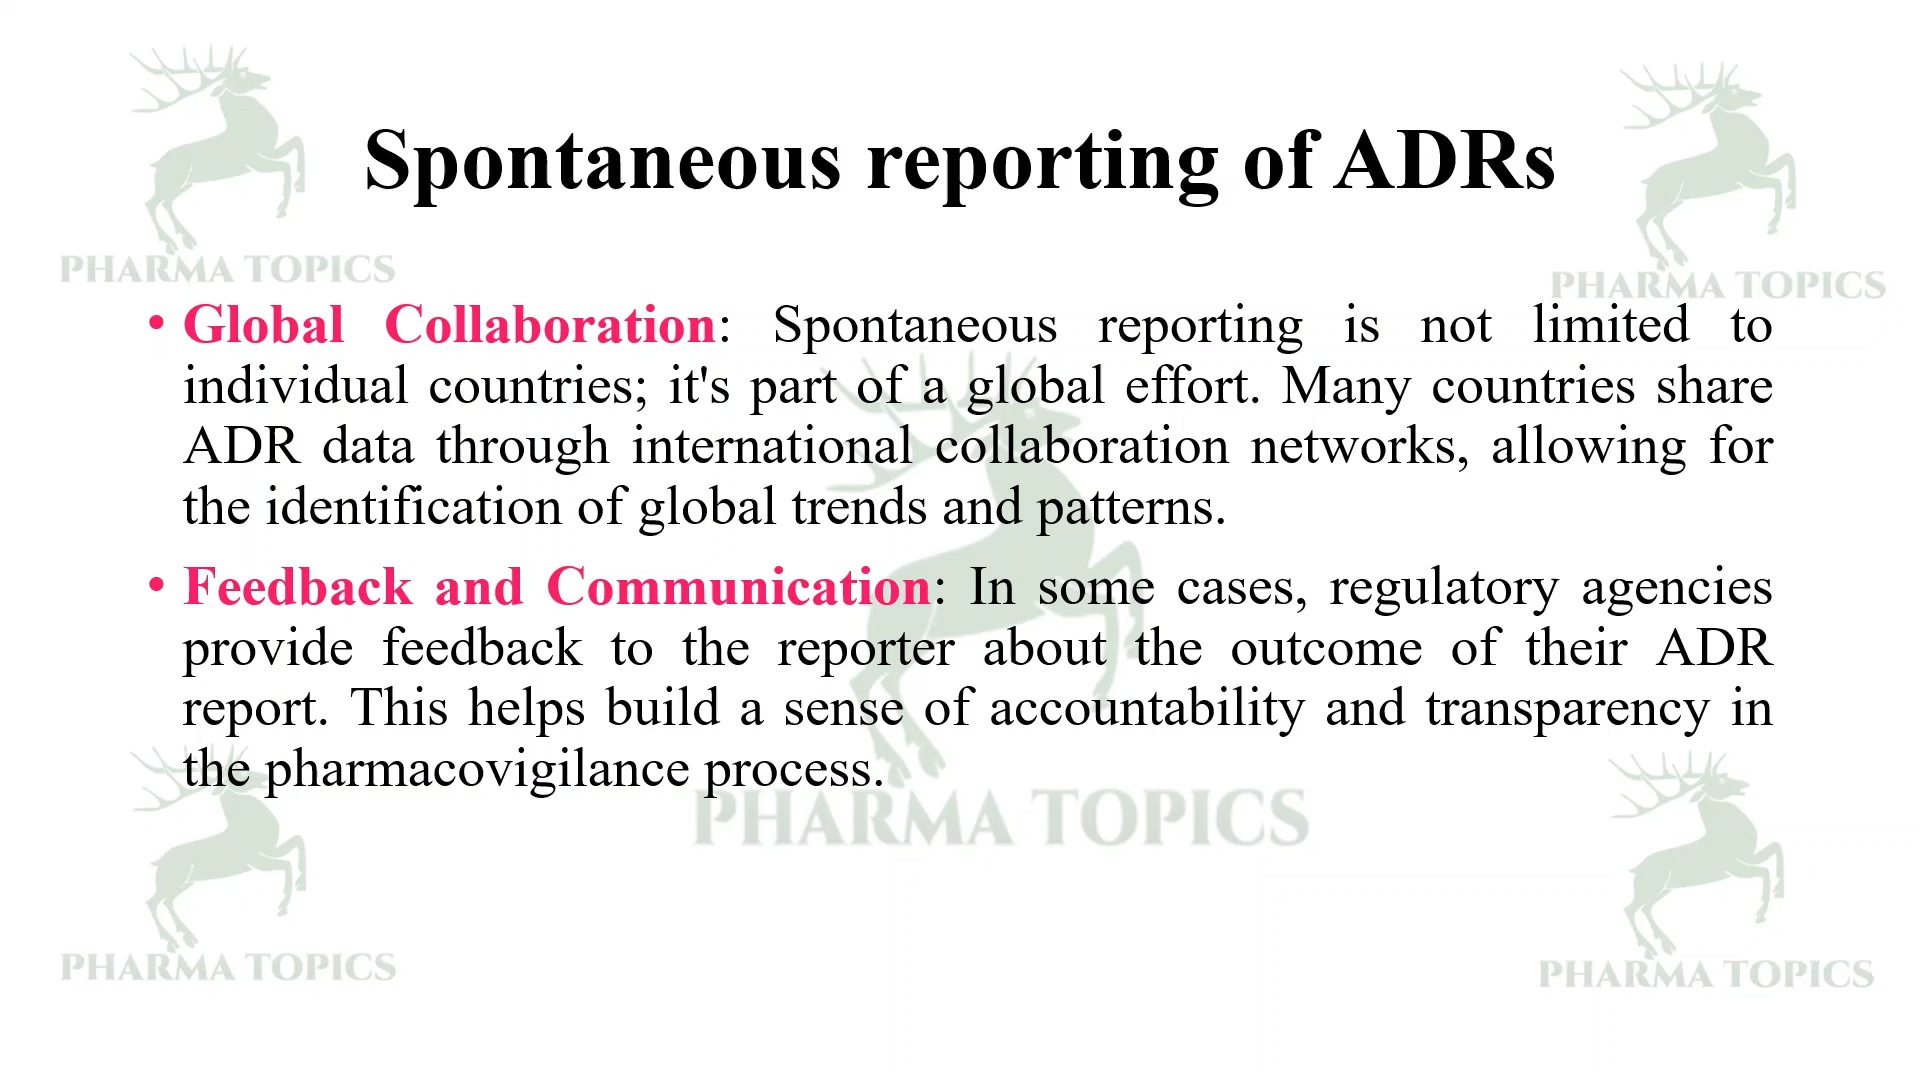 PHARMA TOPICS
PHARMA TOPICS
Spontaneous reporting of ADRs
• Global Collaboration: Spontaneous reporting is not limited to
individual countries; it's part of a global effort. Many countries share
ADR data through international collaboration networks, allowing for
the identification of global trends and patterns.
• Feedback and Communication: In some cases, regulatory agencies
provide feedback to the reporter about the outcome of their ADR
report. This helps build a sense of accountability and transparency in
the pharmacovigilance process.
PHARMA TOPICS
PHARMA TOPICS
PHARMA TOPICS